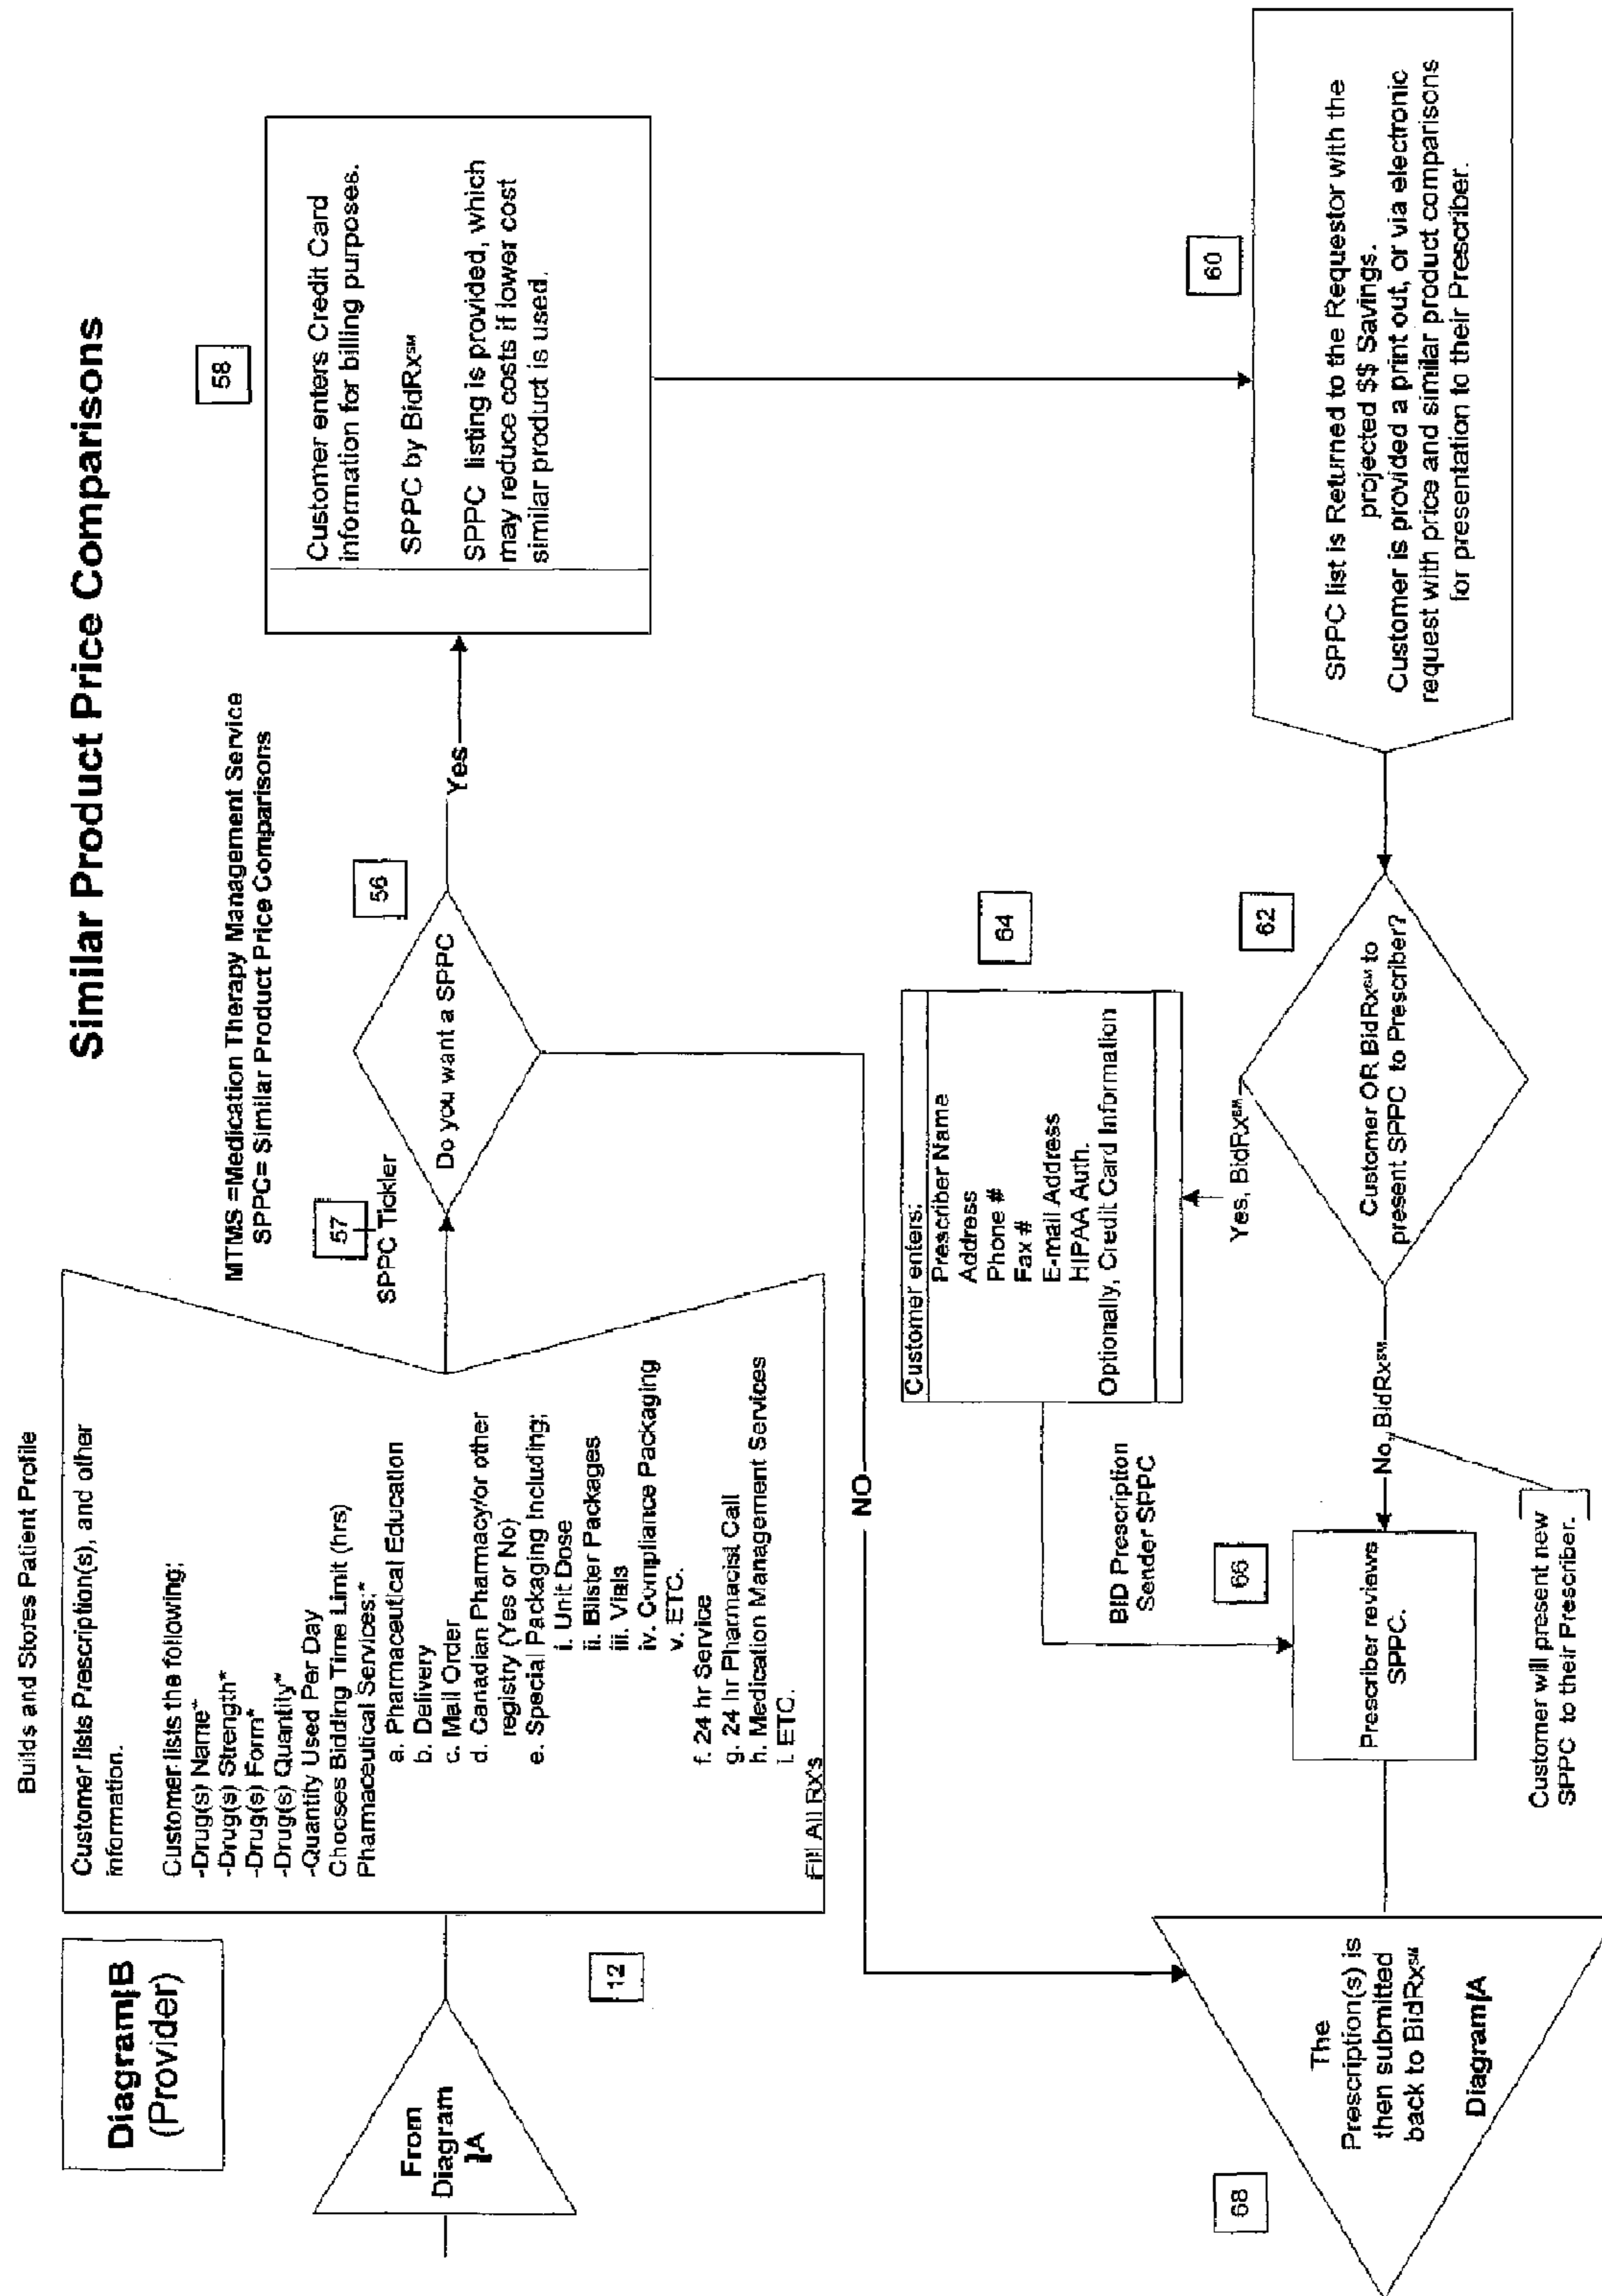 Similar Product Price Comparisons
Diagram|B
(Provider)
Builds and Stores Patient Profile
MTMS =Medication Therapy Management Service
SPPC= Similar Product Price Comparisons
From
Diagram
|A
12
Customer lists Prescription(s), and other
information.
Customer lists the following:
-Drug(s) Name*
-Drug(s) Strength*
-Drug(s) Form*
-Drug(s) Quantity*
-Quantity Used Per Day
Chooses Bidding Time Limit (hrs)
Pharmaceutical Services:*
a. Pharmaceutical Education
b. Delivery
c. Mail Order
d. Canadian Pharmacy/or other
registry (Yes or No)
e. Special Packaging Including:
i. Unit Dose
ii. Blister Packages
iii. Vials
iv. Compliance Packaging
v. ETC.
f. 24 hr Service
g. 24 hr Pharmacist Call
h. Medication Management Services
i. ETC.
Fill All RX's
57
SPPC Tickler
56
Do you want a SPPC
Yes
58
Customer enters Credit Card
information for billing purposes.
SPPC by BidRx℠
SPPC listing is provided, which
may reduce costs if lower cost
similar product is used.
NO
60
SPPC list is Returned to the Requestor with the
projected $$ Savings.
Customer is provided a print out, or via electronic
request with price and similar product comparisons
for presentation to their Prescriber.
62
Customer OR BidRx℠ to
present SPPC to Prescriber?
Yes, BidRx℠
64
Customer enters:
Prescriber Name
Address
Phone #
Fax #
E-mail Address
HIPAA Auth.
Optionally, Credit Card Information
BID Prescription
Sender SPPC
No, BidRx℠
Customer will present new
SPPC to their Prescriber.
66
Prescriber reviews
SPPC.
68
The
Prescription(s) is
then submitted
back to BidRx℠
Diagram|A